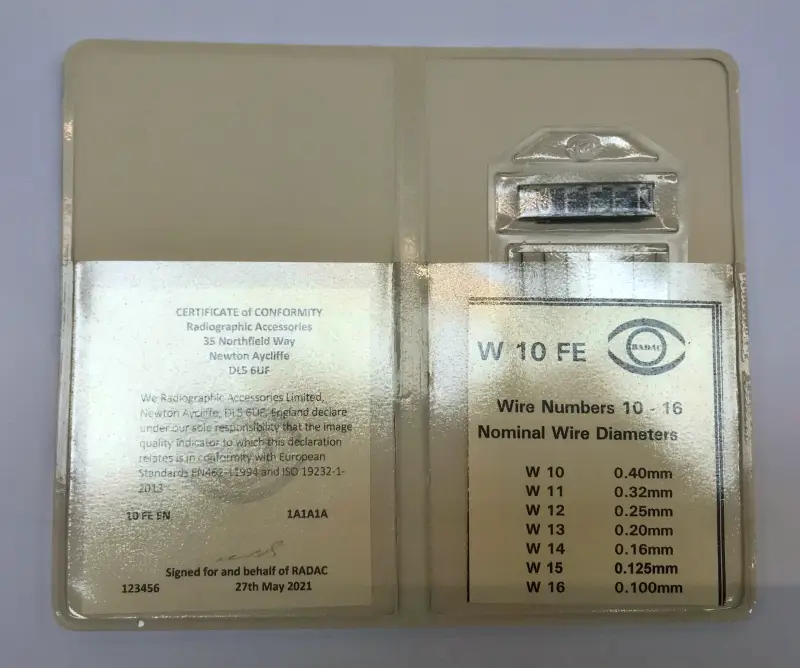 CERTIFICATE of CONFORMITY
Radiographic Accessories
35 Northfield Way
Newton Aycliffe
DL5 6UF
We Radiographic Accessories Limited,
Newton Aycliffe, DL5 6UF, England declare
under our sole responsibility that the image
quality indicator to which this declaration
relates is in conformity with European
Standards EN462-1:1994 and ISO 19232-1-
2013
10 FE EN 1A1A1A
Signed for and behalf of RADAC
123456 27th May 2021
W 10 FE
RADAC
Wire Numbers 10 - 16
Nominal Wire Diameters
W 10 0.40mm
W 11 0.32mm
W 12 0.25mm
W 13 0.20mm
W 14 0.16mm
W 15 0.125mm
W 16 0.100mm